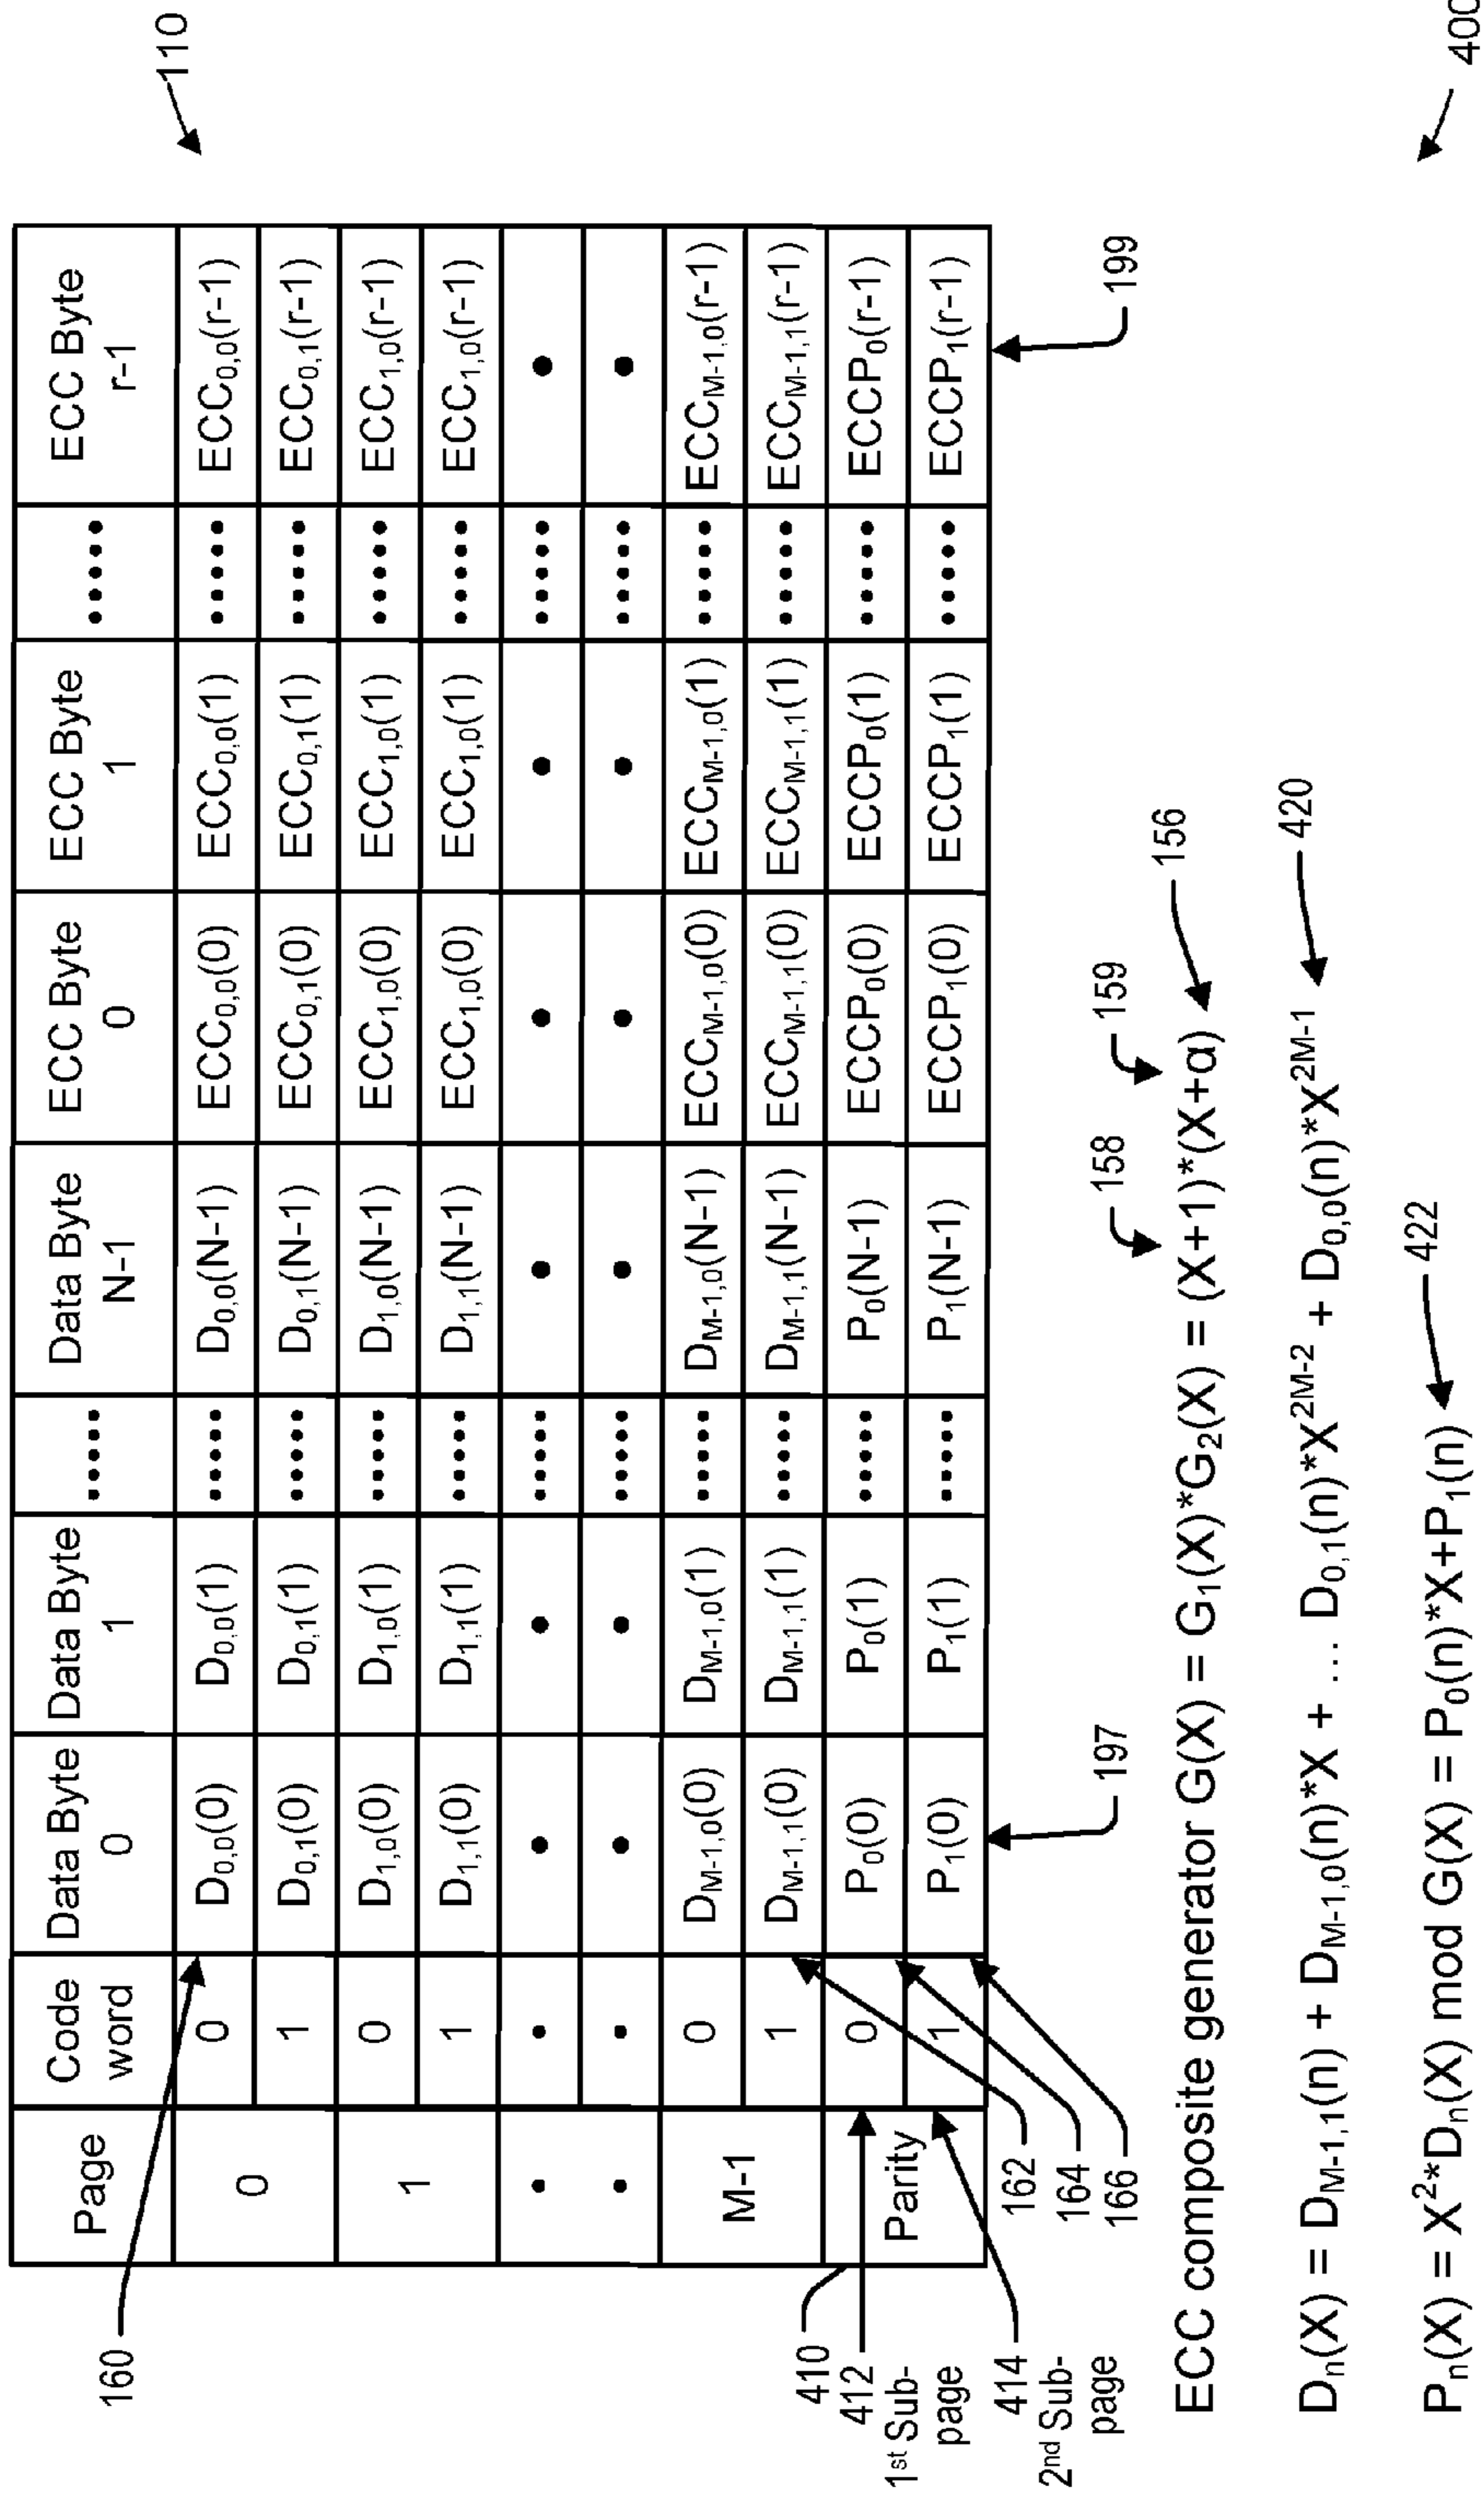 110
Page Code word Data Byte 0 Data Byte 1 ..... Data Byte N-1 ECC Byte 0 ECC Byte 1 ..... ECC Byte r-1
160
0 0 D0,0(0) D0,0(1) ..... D0,0(N-1) ECC0,0(0) ECC0,0(1) ..... ECC0,0(r-1)
1 D0,1(0) D0,1(1) ..... D0,1(N-1) ECC0,1(0) ECC0,1(1) ..... ECC0,1(r-1)
1 0 D1,0(0) D1,0(1) ..... D1,0(N-1) ECC1,0(0) ECC1,0(1) ..... ECC1,0(r-1)
1 D1,1(0) D1,1(1) ..... D1,1(N-1) ECC1,0(0) ECC1,0(1) ..... ECC1,0(r-1)
• • • • ..... • • • ..... •
• • • • ..... • • • ..... •
M-1 0 DM-1,0(0) DM-1,0(1) ..... DM-1,0(N-1) ECCM-1,0(0) ECCM-1,0(1) ..... ECCM-1,0(r-1)
1 DM-1,1(0) DM-1,1(1) ..... DM-1,1(N-1) ECCM-1,1(0) ECCM-1,1(1) ..... ECCM-1,1(r-1)
Parity 0 P0(0) P0(1) ..... P0(N-1) ECCP0(0) ECCP0(1) ..... ECCP0(r-1)
1 P1(0) P1(1) ..... P1(N-1) ECCP1(0) ECCP1(1) ..... ECCP1(r-1)
410
412
1st Sub-
page
414
2nd Sub-
page
162
164
166
197
158
159
199
156
ECC composite generator G(X) = G1(X)*G2(X) = (X+1)*(X+α)
420
Dn(X) = DM-1,1(n) + DM-1,0(n)*X + ... D0,1(n)*X^2M-2 + D0,0(n)*X^2M-1
422
Pn(X) = X^2*Dn(X) mod G(X) = P0(n)*X+P1(n)
400